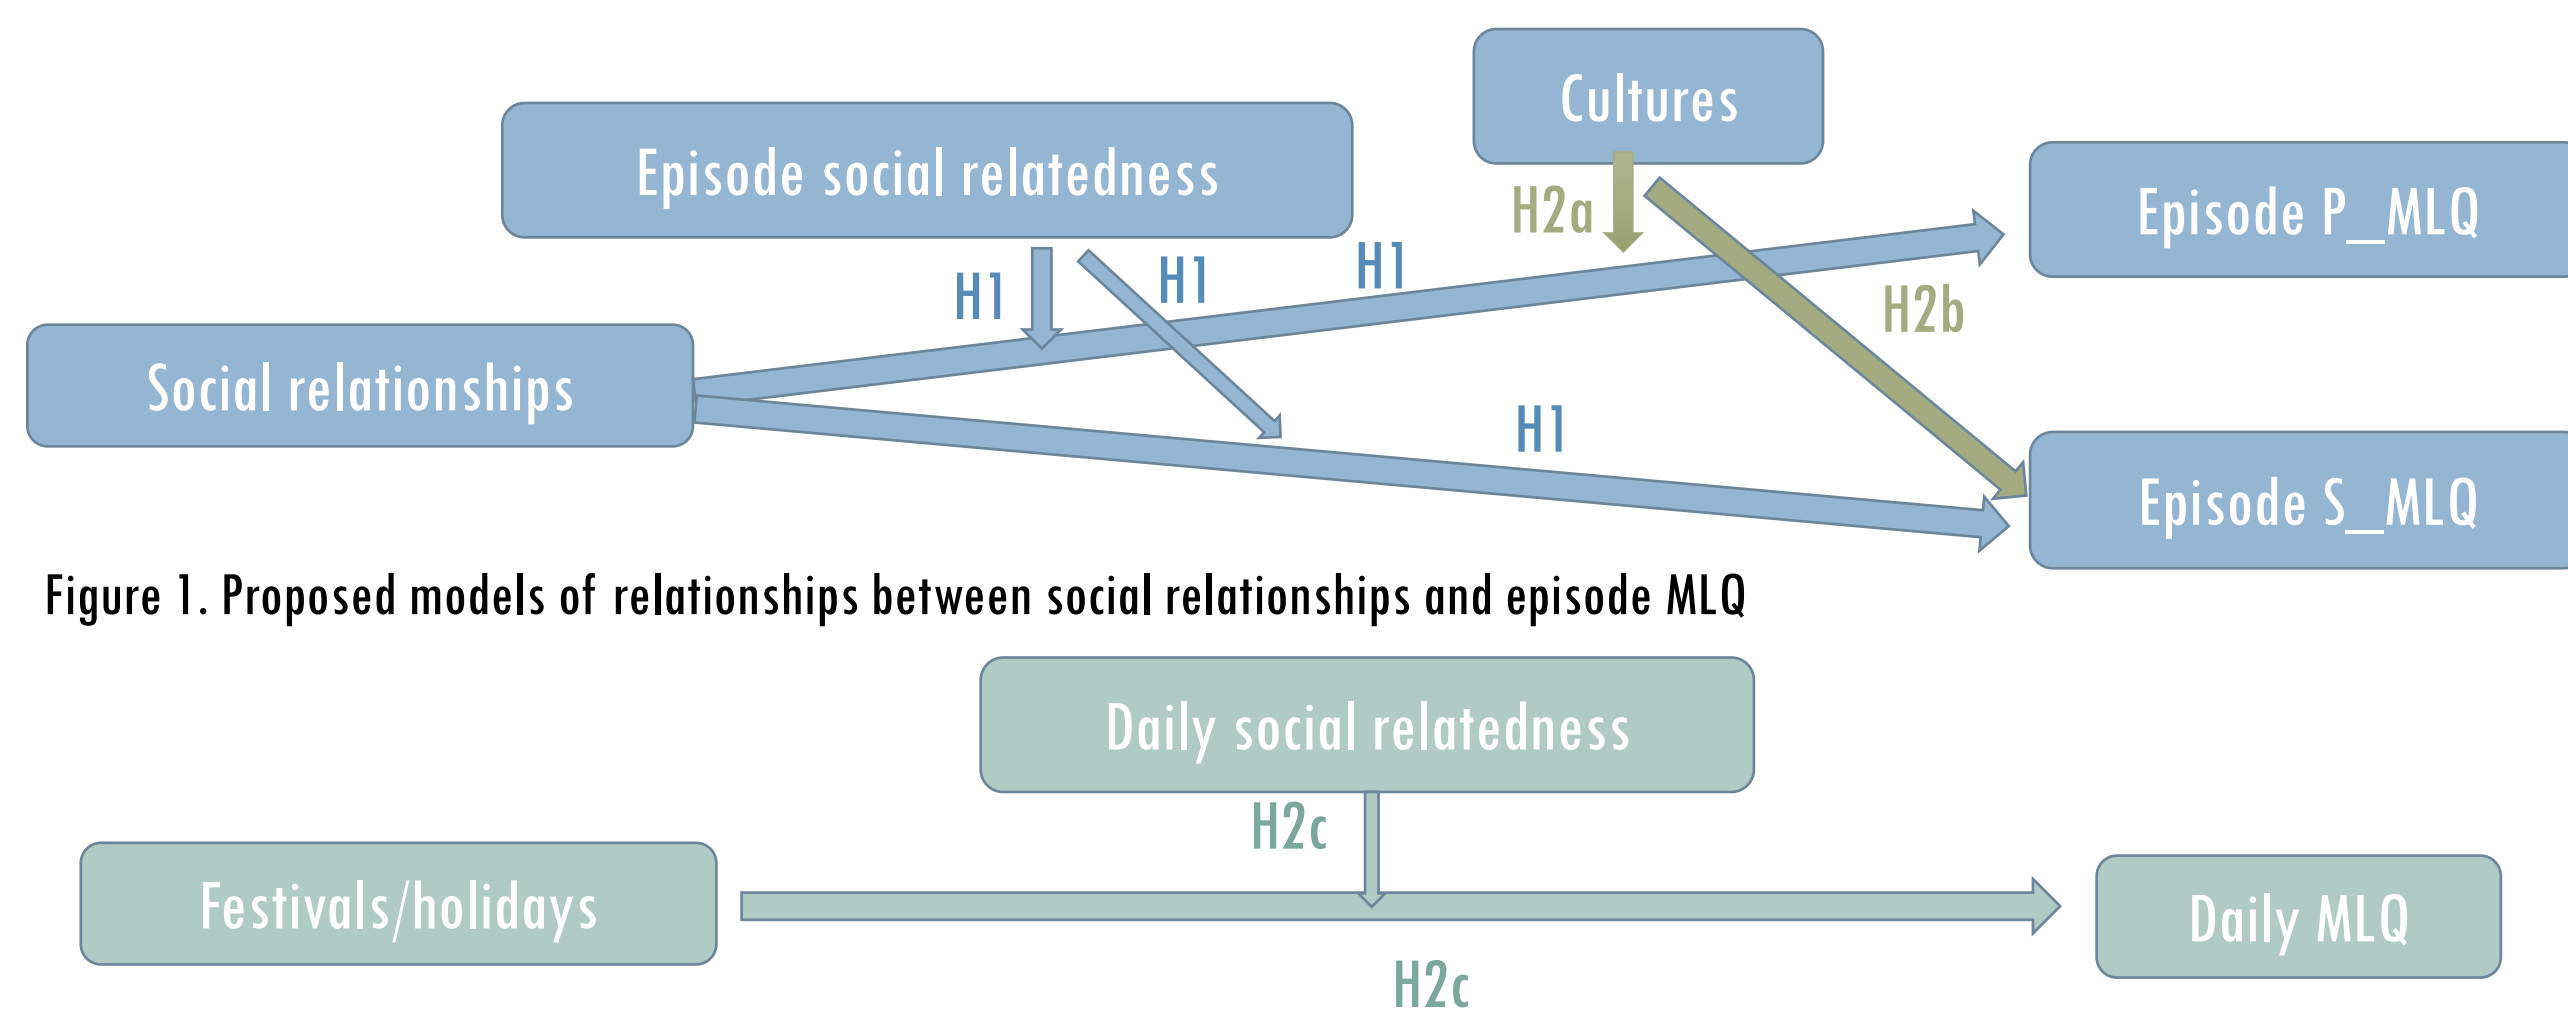 Cultures
Episode social relatedness
Episode P_MLQ
H2a
H1
H1
H1
H2b
Social relationships
H1
Episode S_MLQ
Figure 1. Proposed models of relationships between social relationships and episode MLQ
Daily social relatedness
H2c
Festivals/holidays
Daily MLQ
H2c